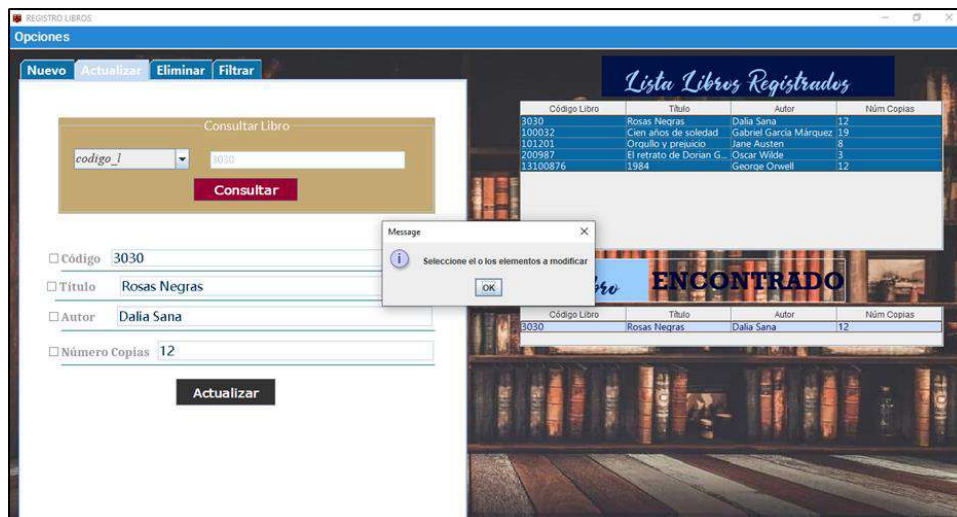 REGISTRO LIBROS
Opciones
Nuevo Actualizar Eliminar Filtrar
Consultar Libro
codigo_l 3030
Consultar
Código 3030
Título Rosas Negras
Autor Dalia Sana
Número Copias 12
Actualizar
Lista Libros Registrados
Código Libro Título Autor Núm Copias
3030 Rosas Negras Dalia Sana 12
100032 Cien años de soledad Gabriel García Márquez 19
101201 Orgullo y prejuicio Jane Austen 8
200987 El retrato de Dorian G... Oscar Wilde 3
13100876 1984 George Orwell 12
Message
Seleccione el o los elementos a modificar
OK
ENCONTRADO
Código Libro Título Autor Núm Copias
3030 Rosas Negras Dalia Sana 12